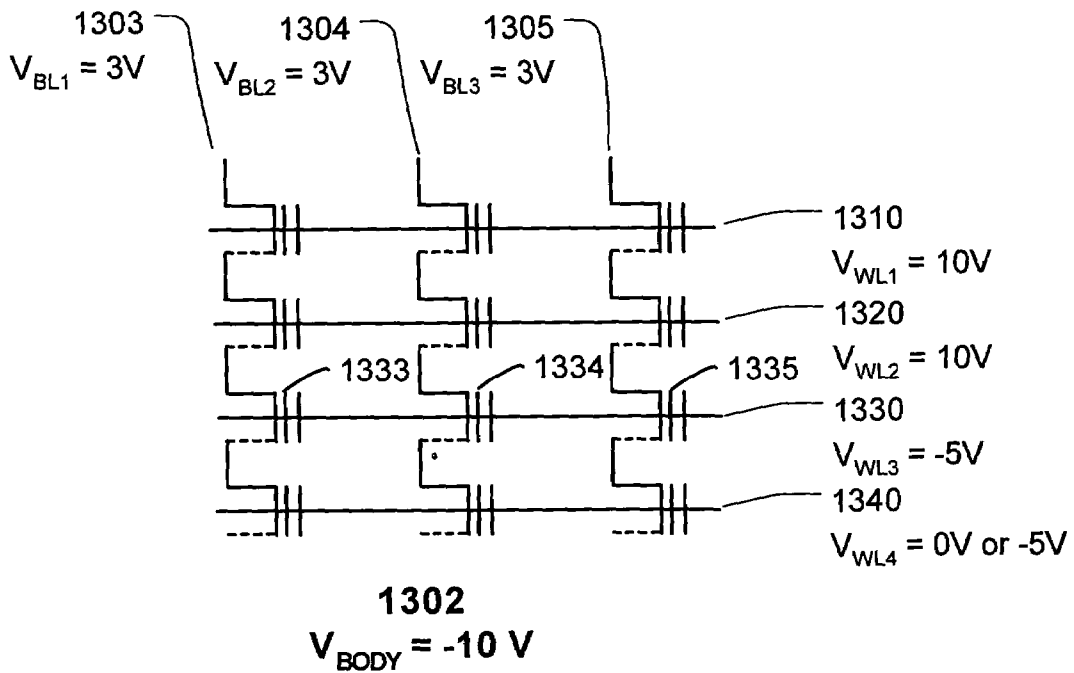 1303
V_BL1 = 3V
1304
V_BL2 = 3V
1305
V_BL3 = 3V
1310
V_WL1 = 10V
1320
V_WL2 = 10V
1333
1334
1335
1330
V_WL3 = -5V
1340
V_WL4 = 0V or -5V
1302
V_BODY = -10 V